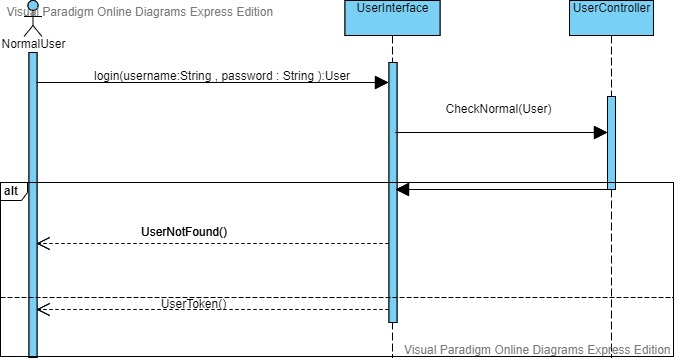 Visual Paradigm Online Diagrams Express Edition
NormalUser
UserInterface
UserController
login(username:String , password : String ):User
CheckNormal(User)
alt
UserNotFound()
UserToken()
Visual Paradigm Online Diagrams Express Edition